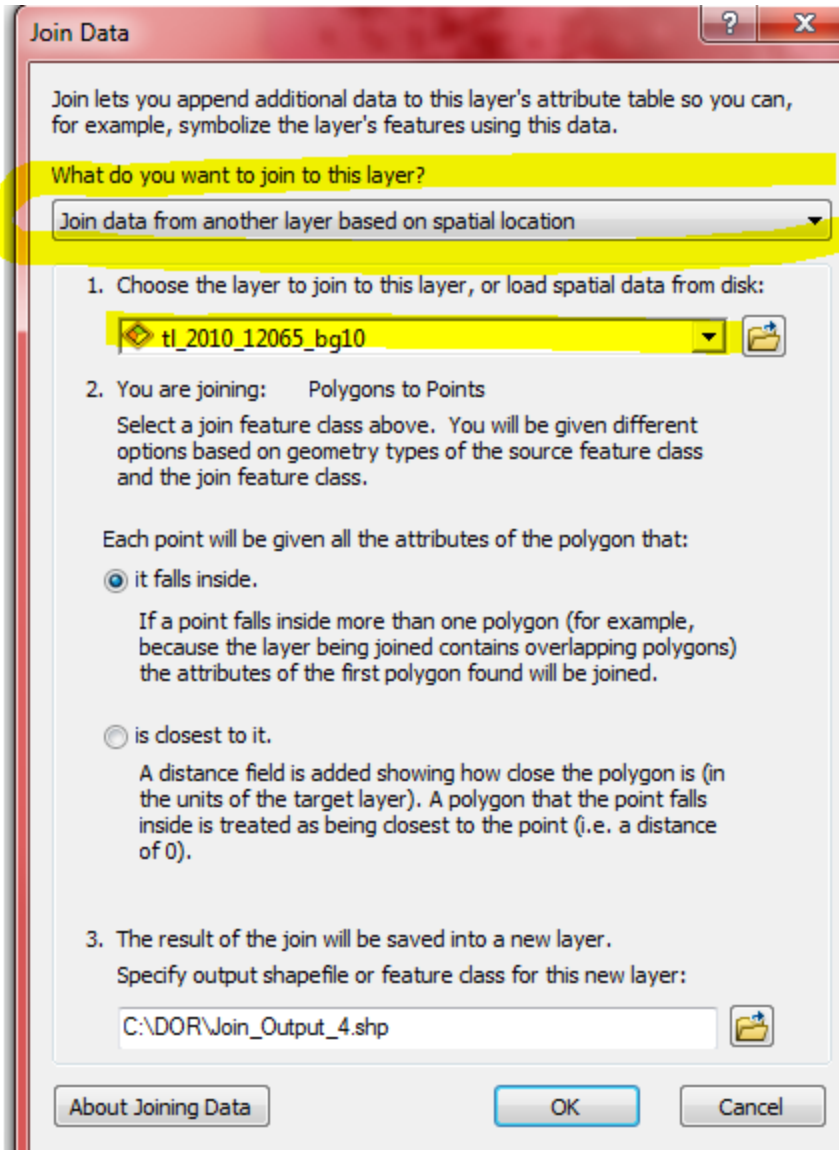 Join Data
Join lets you append additional data to this layer's attribute table so you can,
for example, symbolize the layer's features using this data.
What do you want to join to this layer?
Join data from another layer based on spatial location
1. Choose the layer to join to this layer, or load spatial data from disk:
tl_2010_12065_bg10
2. You are joining: Polygons to Points
Select a join feature class above. You will be given different
options based on geometry types of the source feature class
and the join feature class.
Each point will be given all the attributes of the polygon that:
it falls inside.
If a point falls inside more than one polygon (for example,
because the layer being joined contains overlapping polygons)
the attributes of the first polygon found will be joined.
is closest to it.
A distance field is added showing how close the polygon is (in
the units of the target layer). A polygon that the point falls
inside is treated as being closest to the point (i.e. a distance
of 0).
3. The result of the join will be saved into a new layer.
Specify output shapefile or feature class for this new layer:
C:\DOR\Join_Output_4.shp
About Joining Data OK Cancel